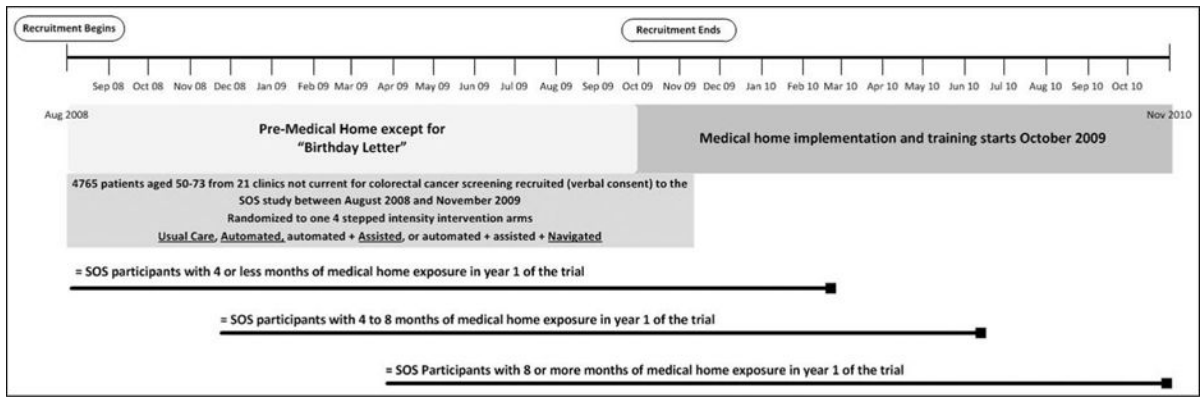 Recruitment Begins
Recruitment Ends
Sep 08 Oct 08 Nov 08 Dec 08 Jan 09 Feb 09 Mar 09 Apr 09 May 09 Jun 09 Jul 09 Aug 09 Sep 09 Oct 09 Nov 09 Dec 09 Jan 10 Feb 10 Mar 10 Apr 10 May 10 Jun 10 Jul 10 Aug 10 Sep 10 Oct 10
Aug 2008
Nov 2010
Pre-Medical Home except for
"Birthday Letter"
Medical home implementation and training starts October 2009
4765 patients aged 50-73 from 21 clinics not current for colorectal cancer screening recruited (verbal consent) to the
SOS study between August 2008 and November 2009
Randomized to one 4 stepped intensity intervention arms
Usual Care, Automated, automated + Assisted, or automated + assisted + Navigated
= SOS participants with 4 or less months of medical home exposure in year 1 of the trial
= SOS participants with 4 to 8 months of medical home exposure in year 1 of the trial
= SOS Participants with 8 or more months of medical home exposure in year 1 of the trial